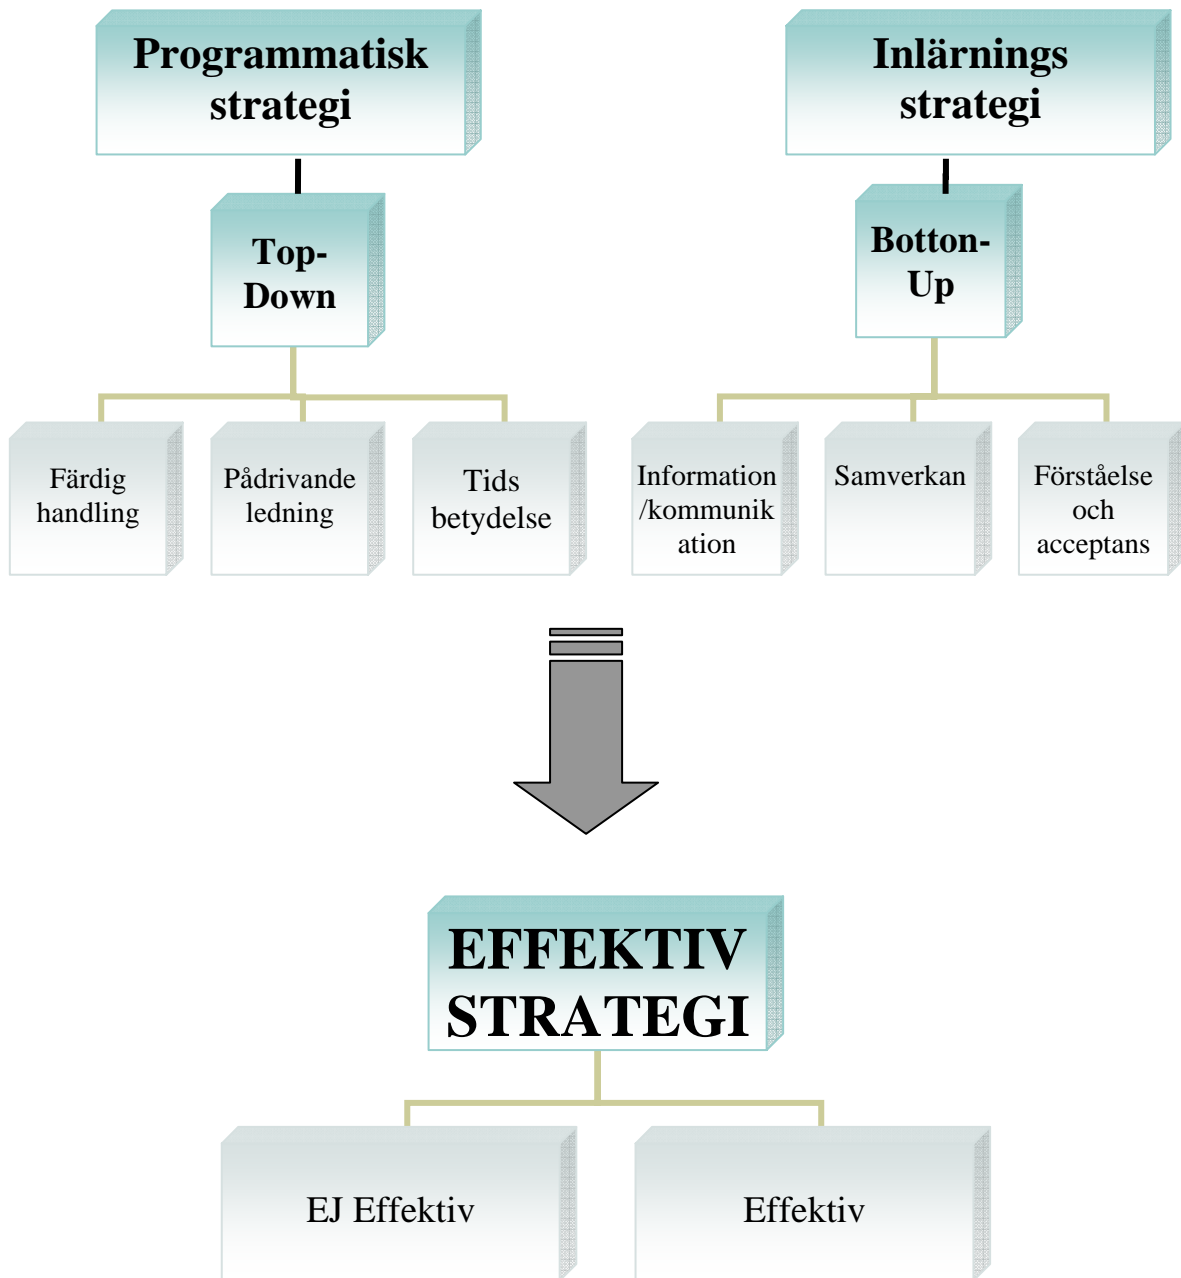 Programmatisk
strategi
Inlärnings
strategi
Top-
Down
Botton-
Up
Färdig
handling
Pådrivande
ledning
Tids
betydelse
Information
/kommunik
ation
Samverkan
Förståelse
och
acceptans
EFFEKTIV
STRATEGI
EJ Effektiv
Effektiv